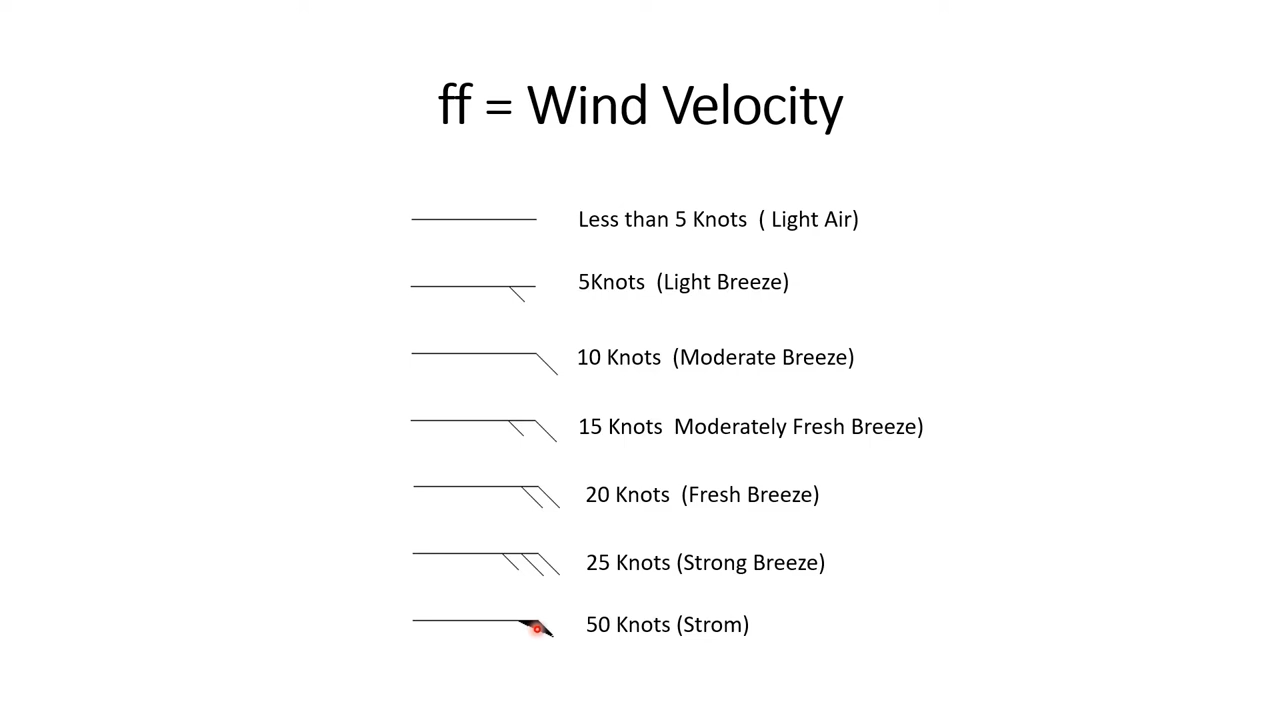 ff = Wind Velocity
Less than 5 Knots ( Light Air)
5Knots (Light Breeze)
10 Knots (Moderate Breeze)
15 Knots Moderately Fresh Breeze)
20 Knots (Fresh Breeze)
25 Knots (Strong Breeze)
50 Knots (Strom)